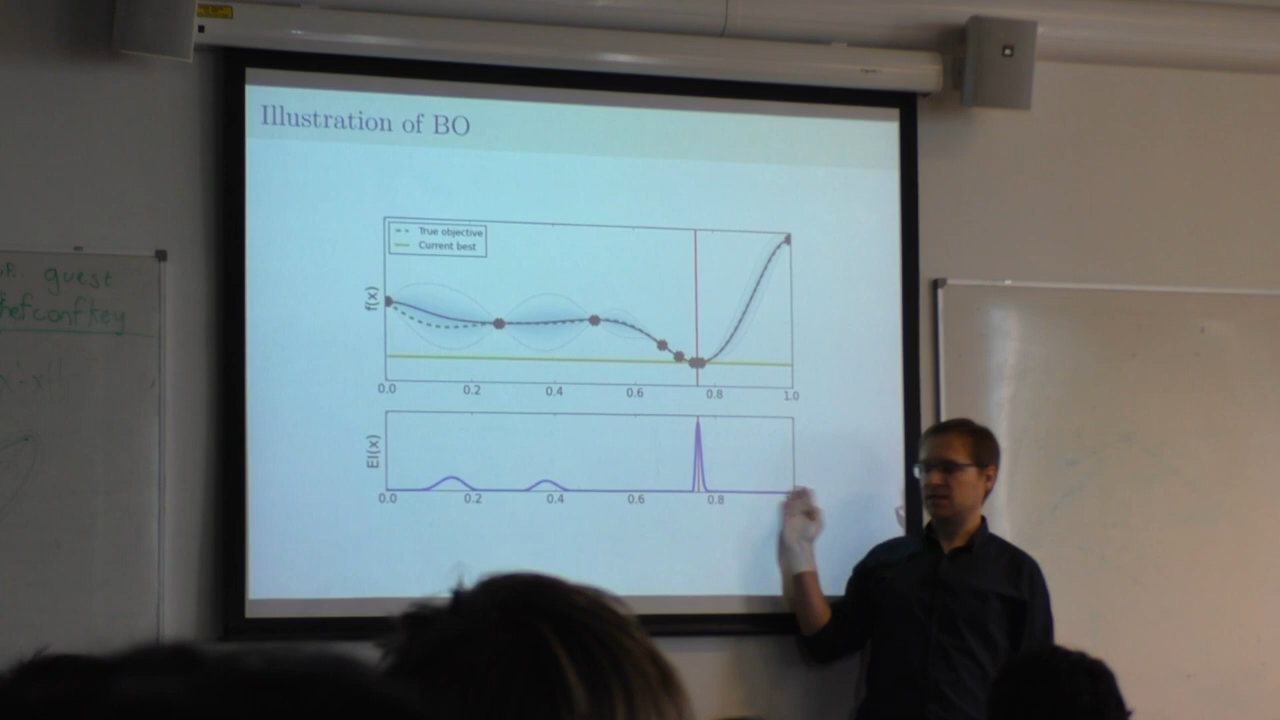 Illustration of BO
True objective
Current best
f(x)
0.0 0.2 0.4 0.6 0.8 1.0
EI(x)
0.0 0.2 0.4 0.6 0.8
guest